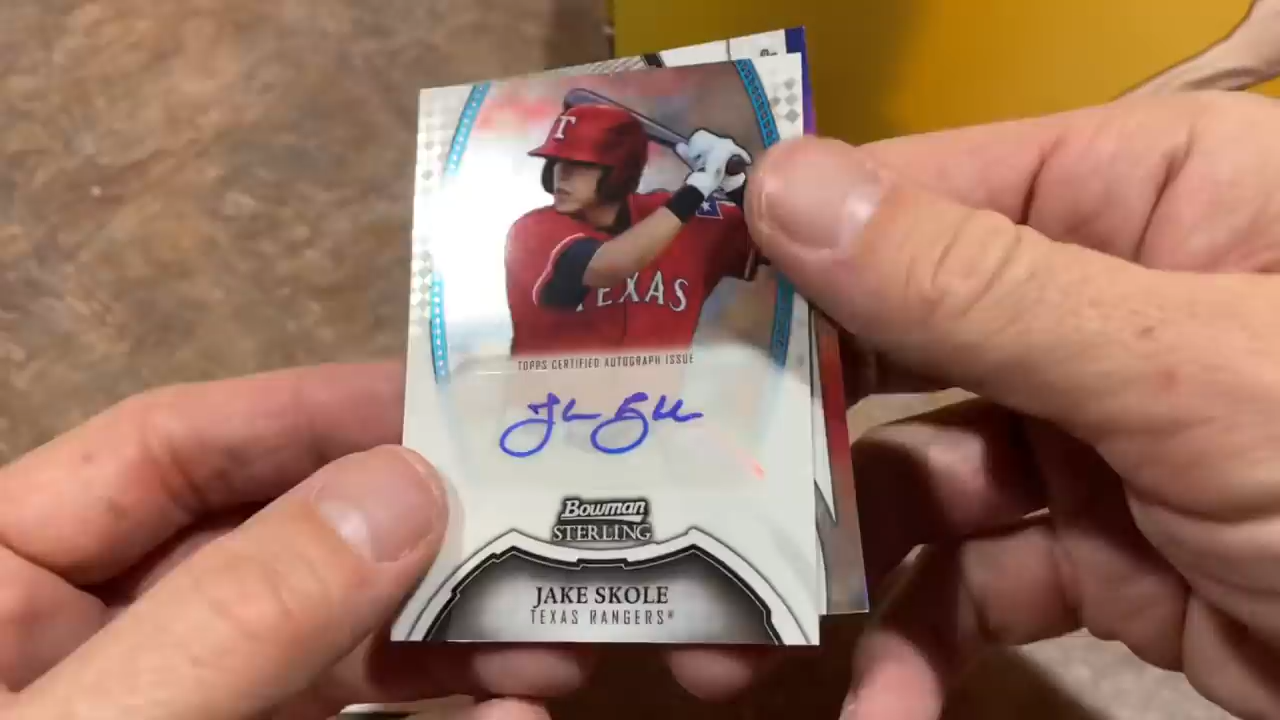 T
TEXAS
TOPPS CERTIFIED AUTOGRAPH ISSUE
Bowman
STERLING
JAKE SKOLE
TEXAS RANGERS®